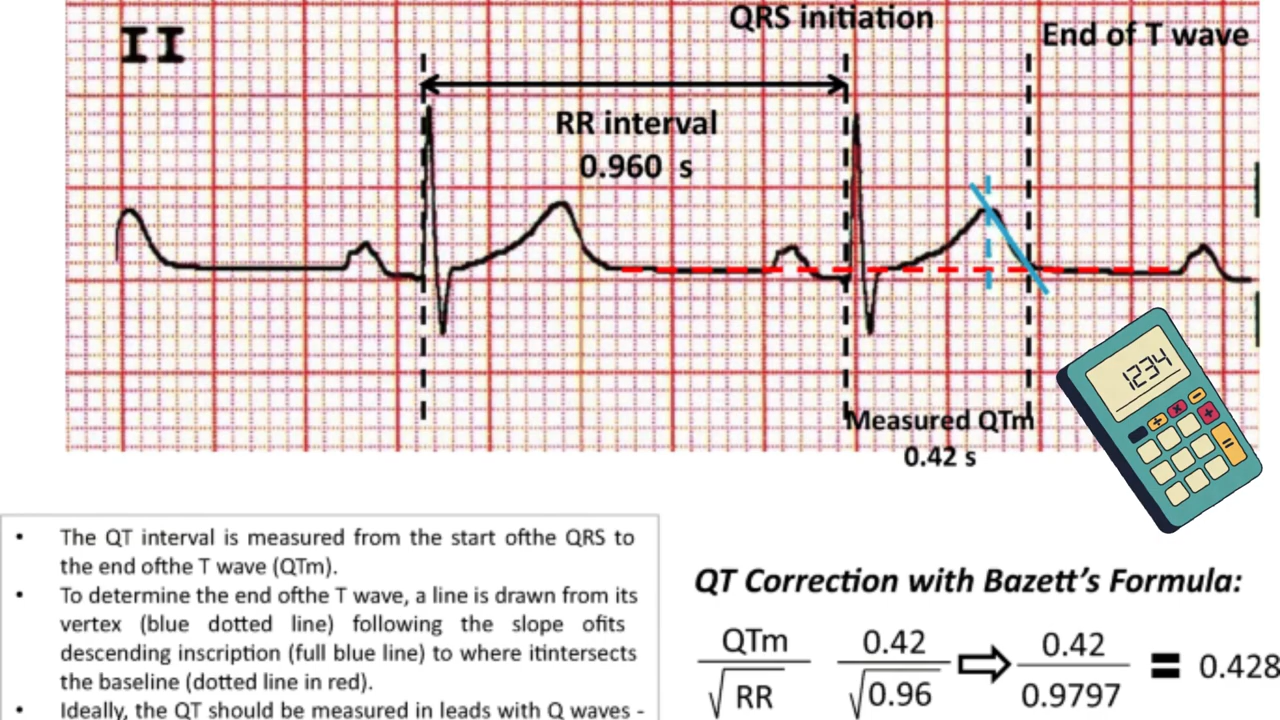 II
QRS initiation
End of T wave
RR interval
0.960 s
Measured QTm
0.42 s
1234
÷ × −
+
=
• The QT interval is measured from the start ofthe QRS to
the end ofthe T wave (QTm).
• To determine the end ofthe T wave, a line is drawn from its
vertex (blue dotted line) following the slope ofits
descending inscription (full blue line) to where itintersects
the baseline (dotted line in red).
• Ideally, the QT should be measured in leads with Q waves -
QT Correction with Bazett's Formula:
QTm 0.42 ⇨ 0.42 = 0.428
√RR √0.96 0.9797